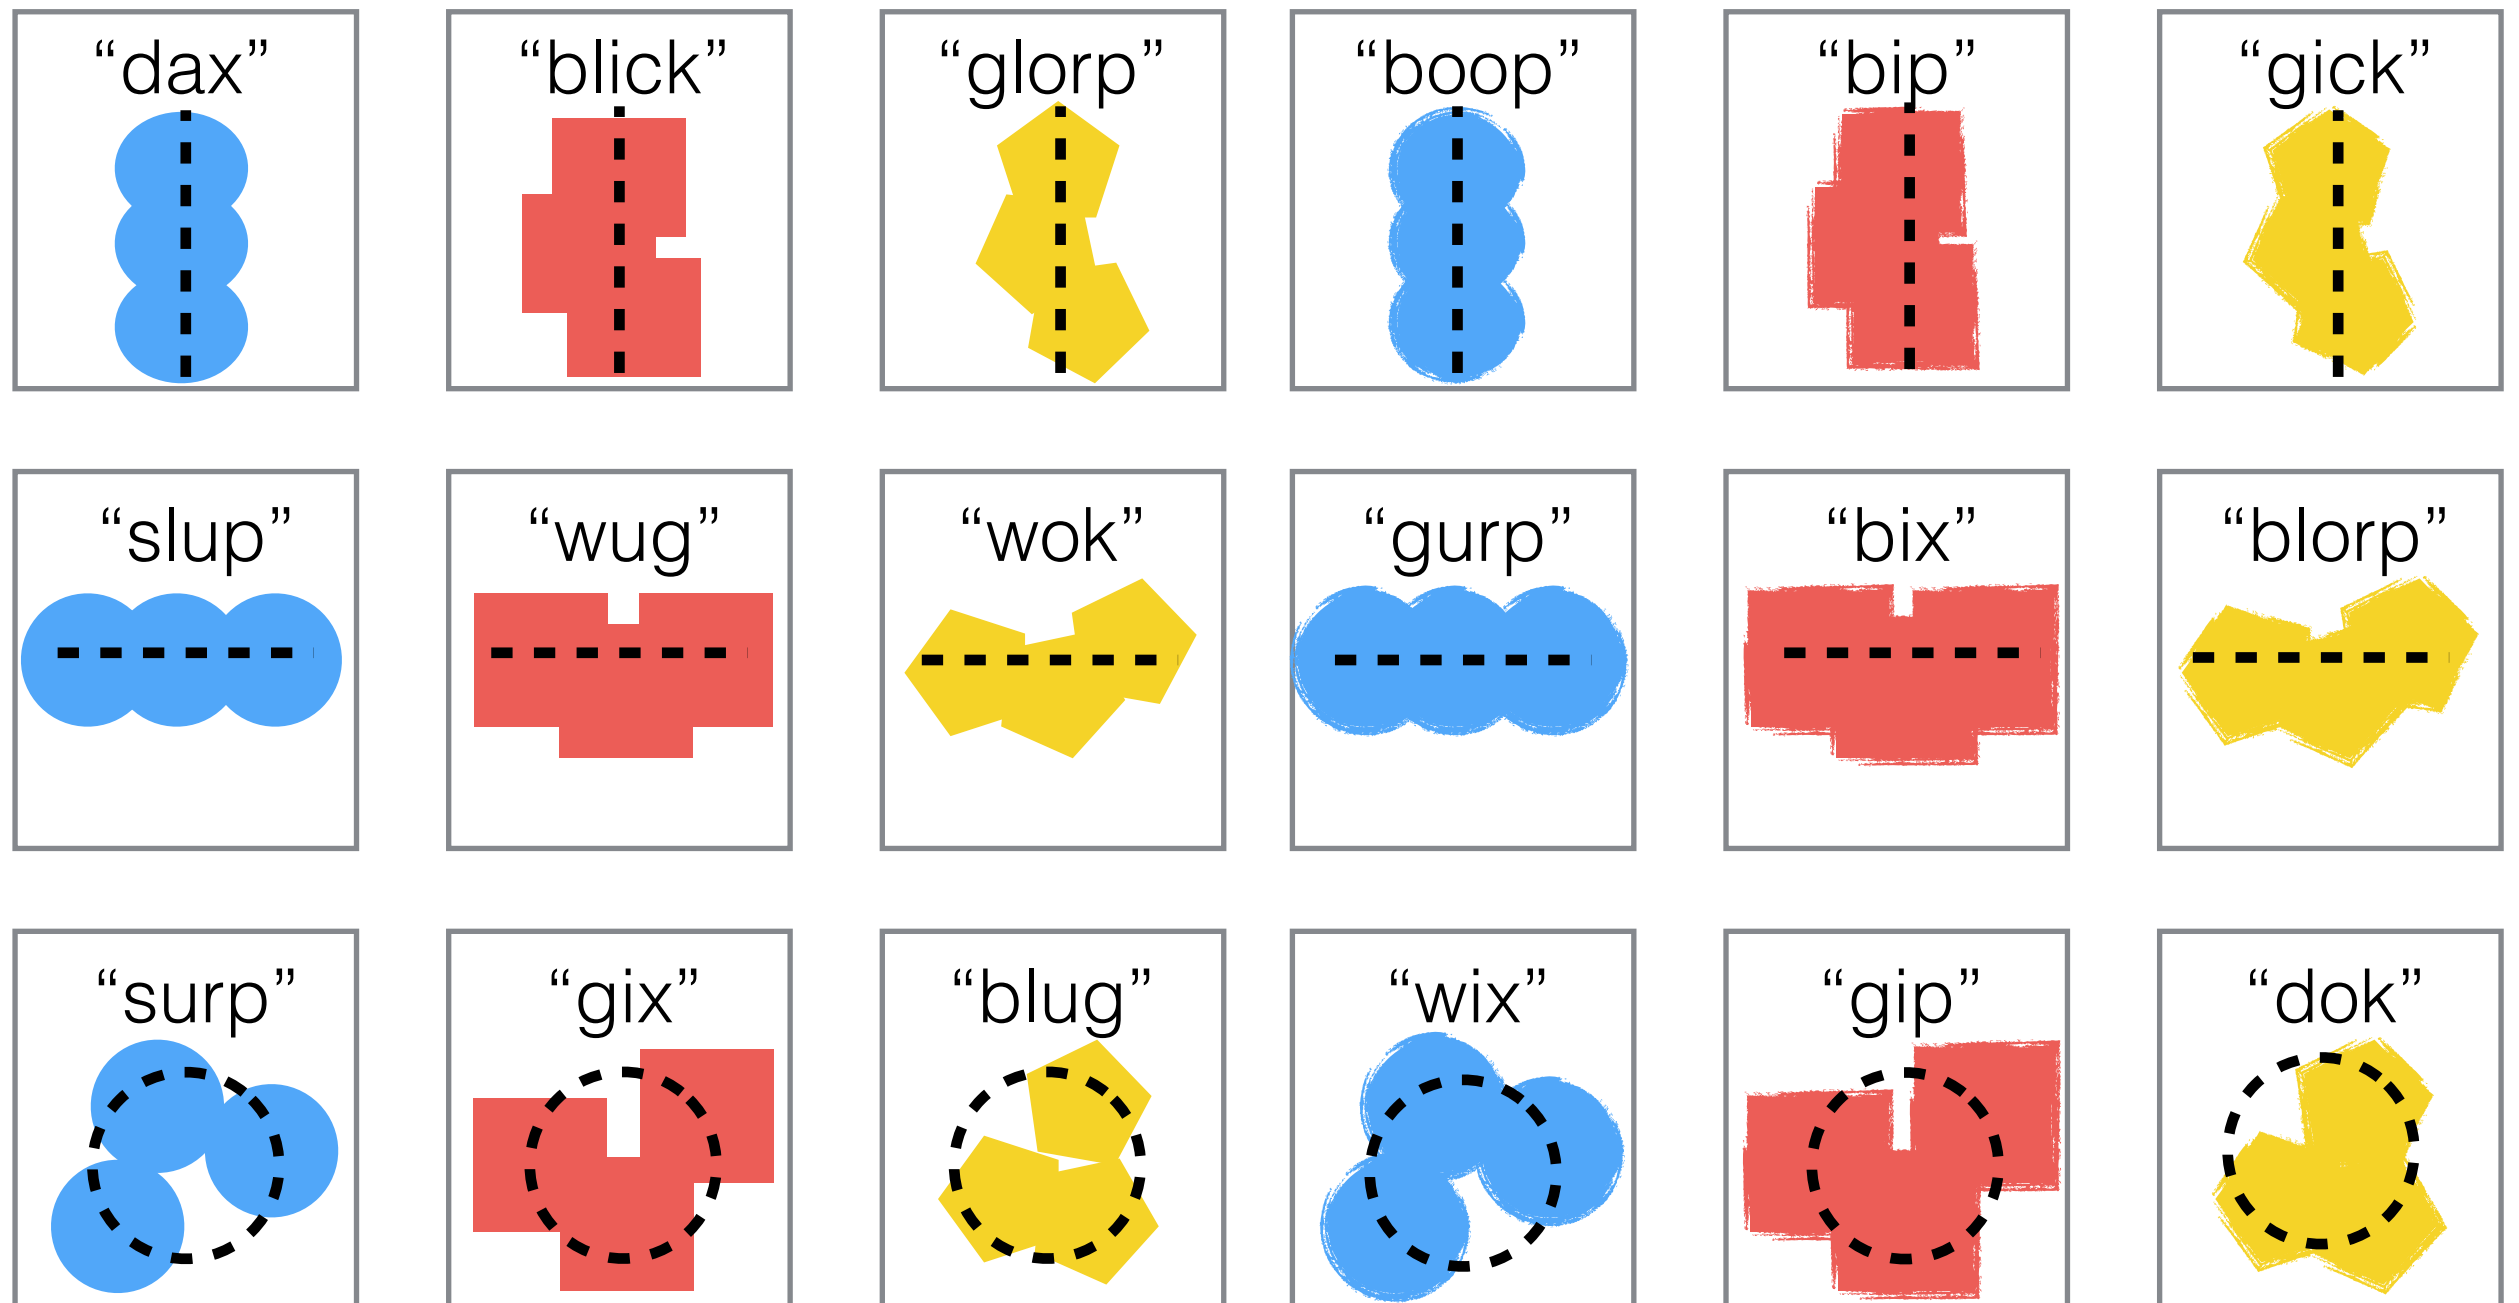 “dax”
“blick”
“glorp”
“boop”
“bip”
“gick”
“slup”
“wug”
“wok”
“gurp”
“bix”
“blorp”
“surp”
“gix”
“blug”
“wix”
“gip”
“dok”